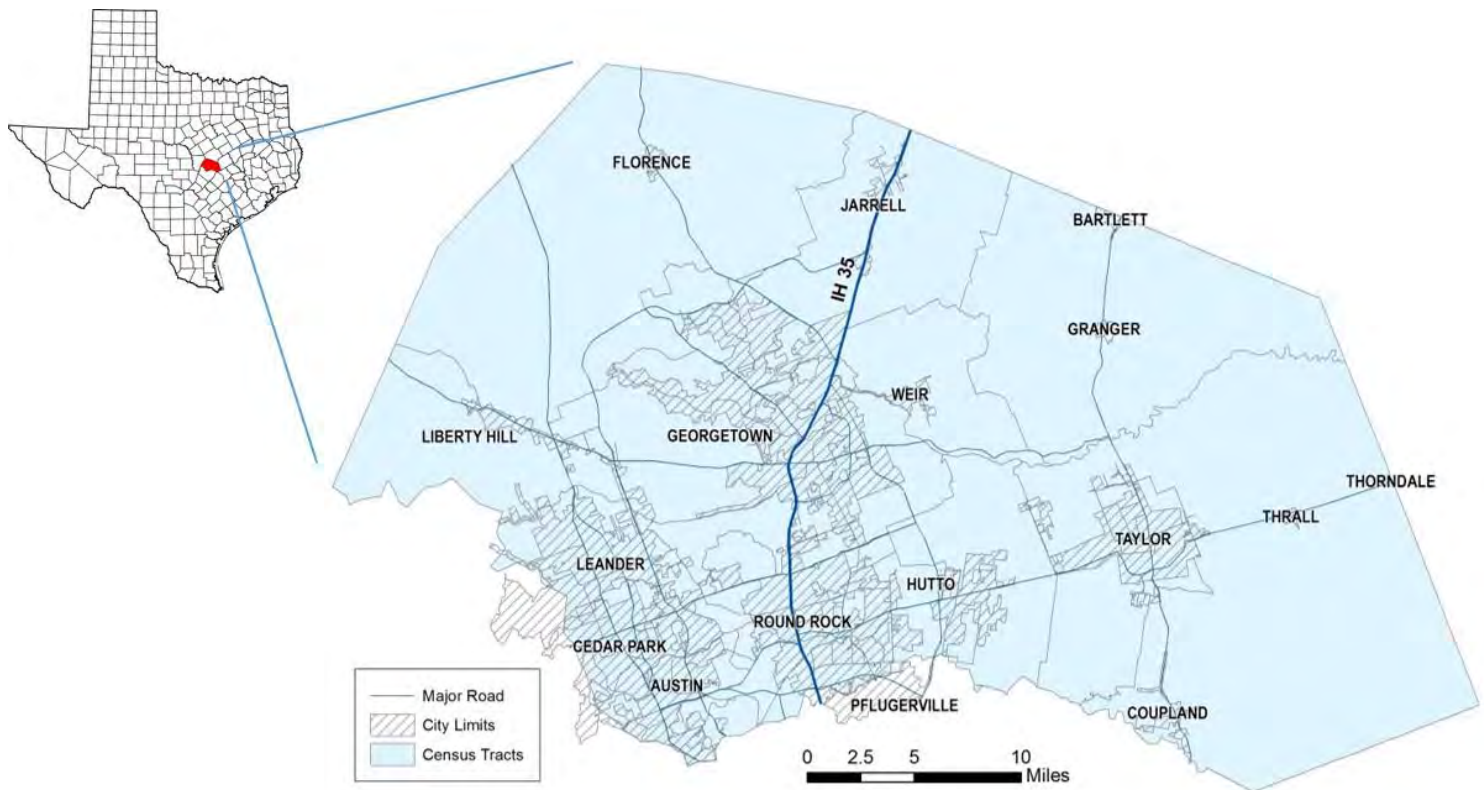 FLORENCE
JARRELL
BARTLETT
IH 35
GRANGER
WEIR
LIBERTY HILL
GEORGETOWN
THORNDALE
THRALL
TAYLOR
LEANDER
HUTTO
ROUND ROCK
CEDAR PARK
AUSTIN
PFLUGERVILLE
COUPLAND
Major Road
City Limits
Census Tracts
0 2.5 5 10
Miles